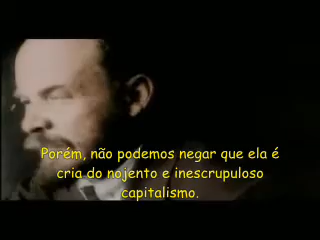 Porém, não podemos negar que ela é
cria do nojento e inescrupuloso
capitalismo.